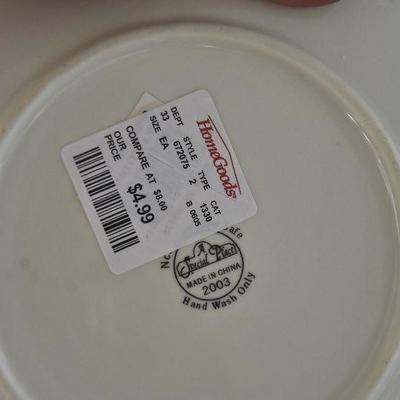 HomeGoods
DEPT STYLE TYPE CAT
33 672075 2 1330
SIZE EA B 0605
COMPARE AT $8.00
OUR PRICE $4.99
A
Special Place
MADE IN CHINA
2003
Hand Wash Only